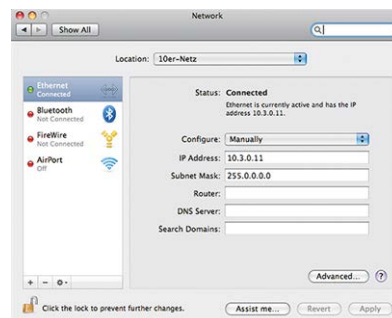 Network
Show All
Location: 10er-Netz
Ethernet
Connected
Bluetooth
Not Connected
FireWire
Not Connected
AirPort
Off
Status: Connected
Ethernet is currently active and has the IP
address 10.3.0.11.
Configure: Manually
IP Address: 10.3.0.11
Subnet Mask: 255.0.0.0.0
Router:
DNS Server:
Search Domains:
Advanced... ?
Click the lock to prevent further changes.
Assist me... Revert Apply